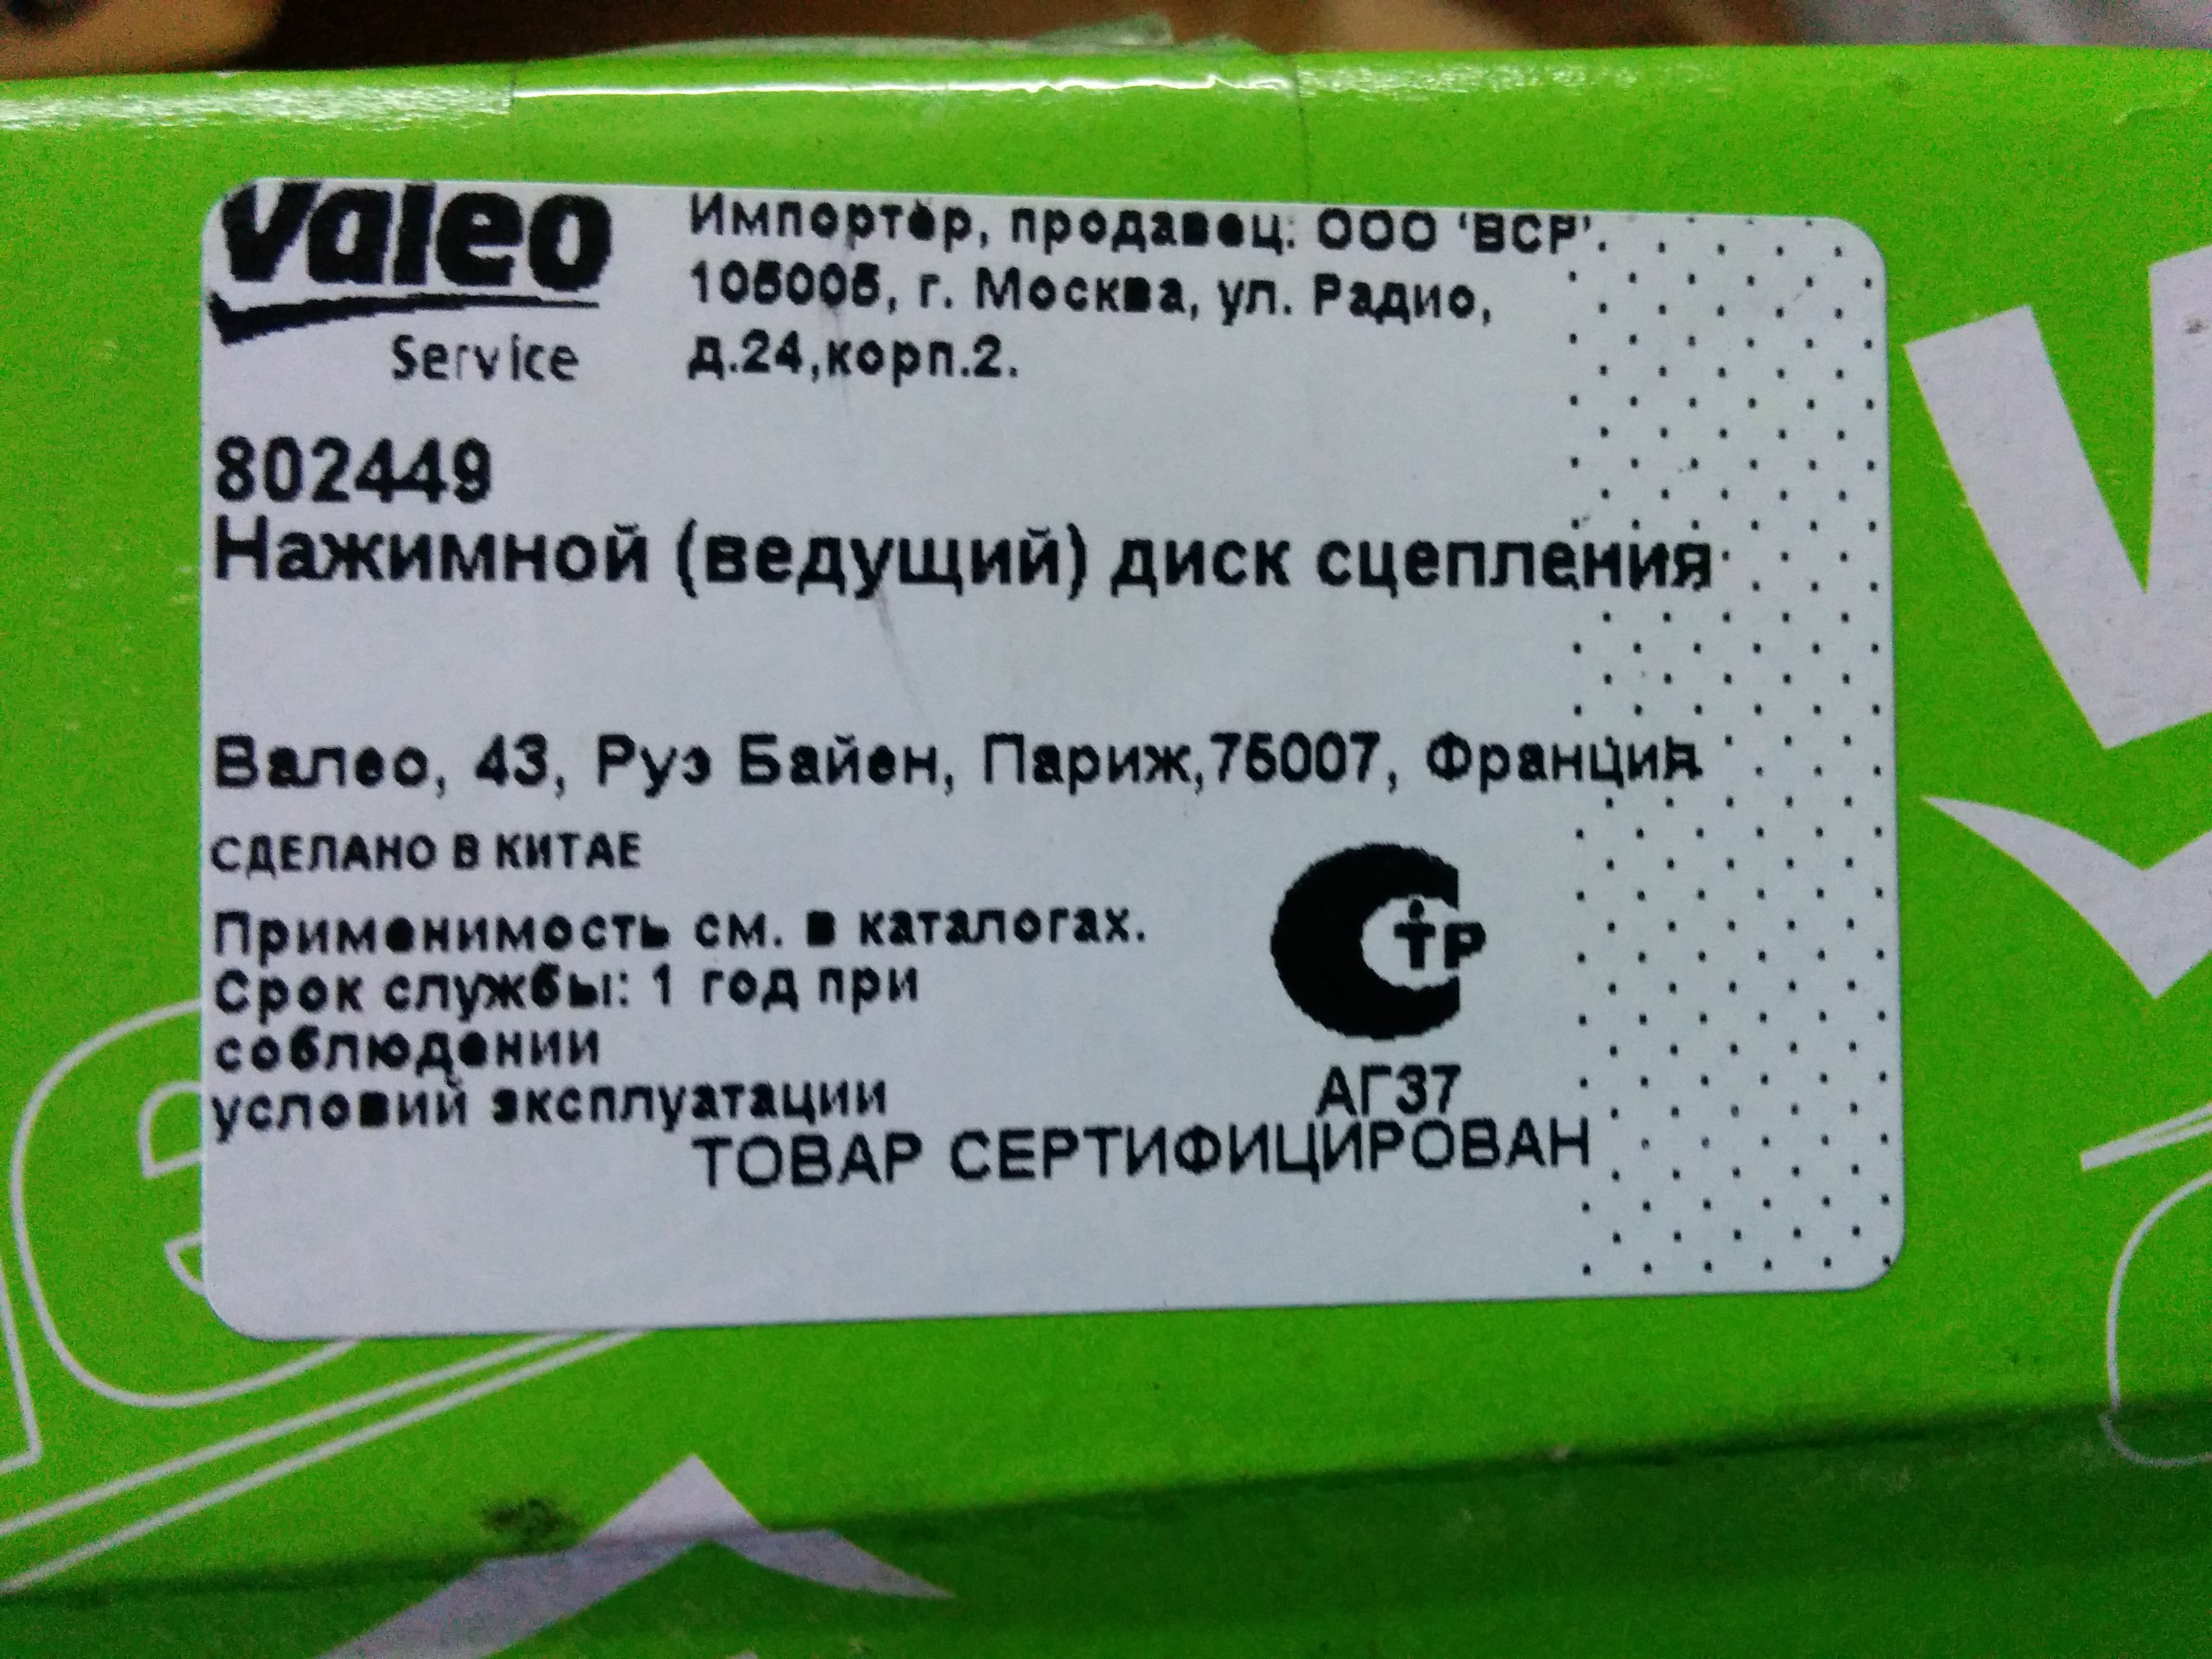 Valeo
Service
Импортёр, продавец: ООО 'ВСР'.
105005, г. Москва, ул. Радио,
д.24,корп.2.
802449
Нажимной (ведущий) диск сцепления
Валео, 43, Руэ Байен, Париж,75007, Франция
СДЕЛАНО В КИТАЕ
Применимость см. в каталогах.
Срок службы: 1 год при
соблюдении
условий эксплуатации
СТР
АГ37
ТОВАР СЕРТИФИЦИРОВАН